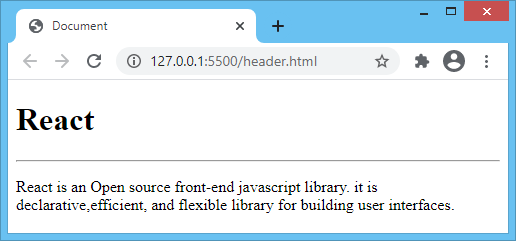 Document
127.0.0.1:5500/header.html
React
React is an Open source front-end javascript library. it is
declarative,efficient, and flexible library for building user interfaces.